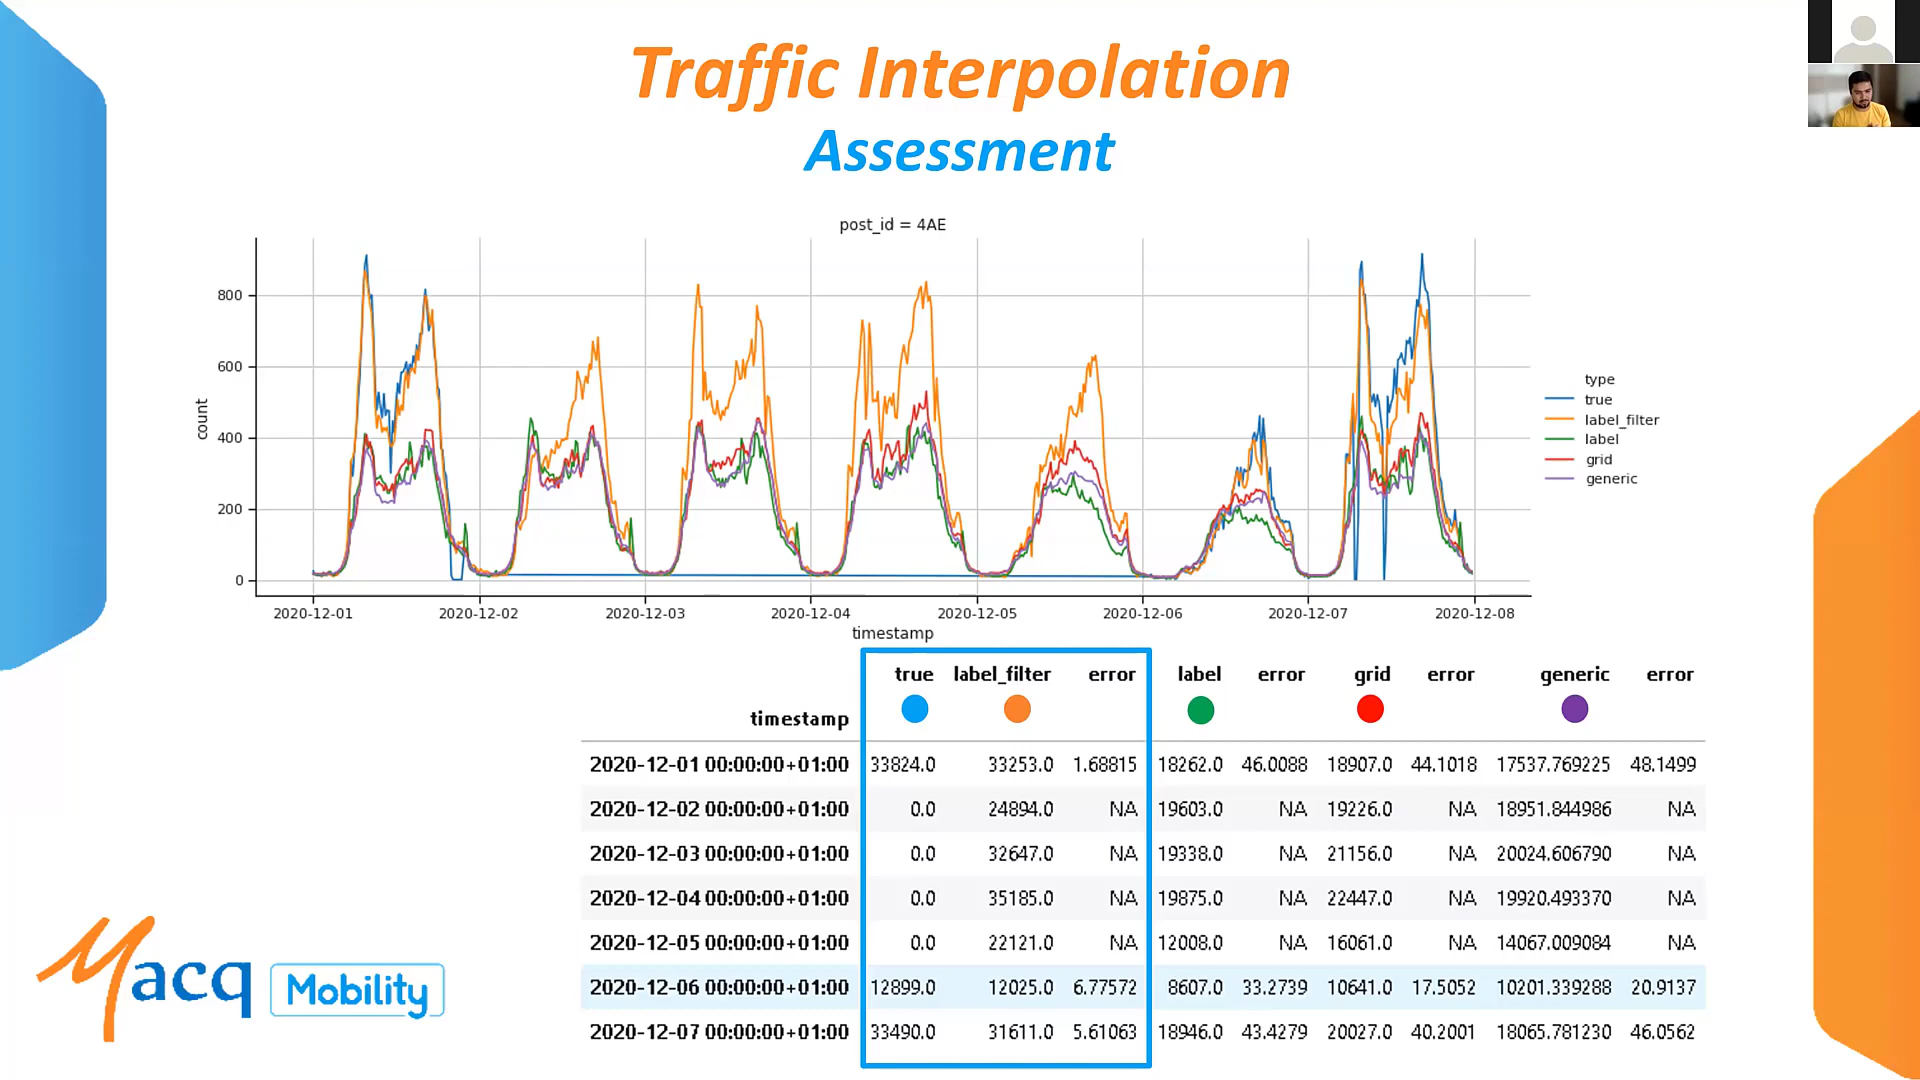 Traffic Interpolation
Assessment
post_id = 4AE
count
800
600
400
200
0
2020-12-01 2020-12-02 2020-12-03 2020-12-04 2020-12-05 2020-12-06 2020-12-07 2020-12-08
timestamp
type
true
label_filter
label
grid
generic
true label_filter error label error grid error generic error
timestamp
2020-12-01 00:00:00+01:00 33824.0 33253.0 1.68815 18262.0 46.0088 18907.0 44.1018 17537.769225 48.1499
2020-12-02 00:00:00+01:00 0.0 24894.0 NA 19603.0 NA 19226.0 NA 18951.844986 NA
2020-12-03 00:00:00+01:00 0.0 32647.0 NA 19338.0 NA 21156.0 NA 20024.606790 NA
2020-12-04 00:00:00+01:00 0.0 35185.0 NA 19875.0 NA 22447.0 NA 19920.493370 NA
2020-12-05 00:00:00+01:00 0.0 22121.0 NA 12008.0 NA 16061.0 NA 14067.009084 NA
2020-12-06 00:00:00+01:00 12899.0 12025.0 6.77572 8607.0 33.2739 10641.0 17.5052 10201.339288 20.9137
2020-12-07 00:00:00+01:00 33490.0 31611.0 5.61063 18946.0 43.4279 20027.0 40.2001 18065.781230 46.0562
Macq Mobility